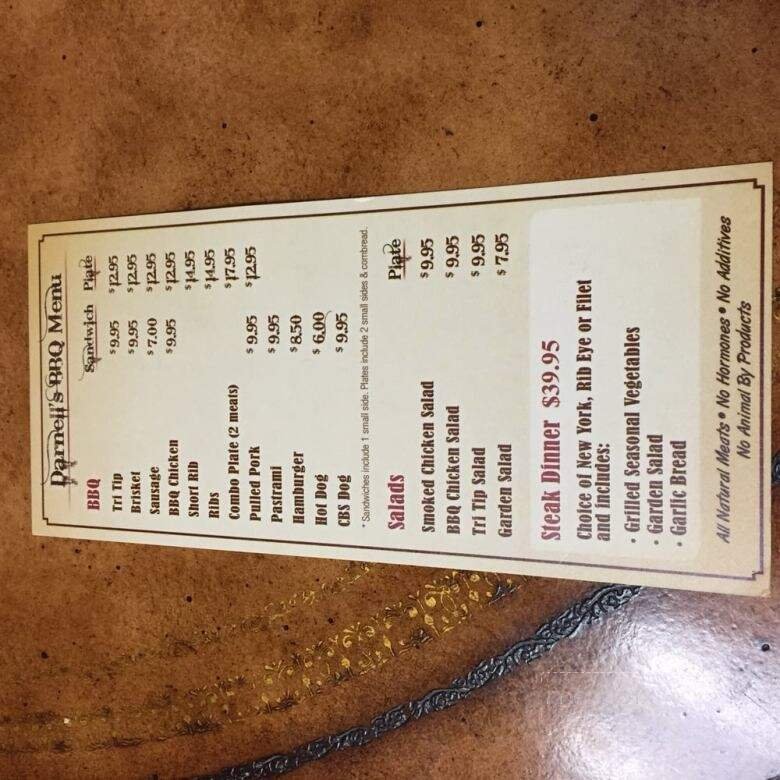 Darnell's BBQ Menu
BBQ Sandwich Plate
Tri Tip $9.95 $12.95
Brisket $9.95 $12.95
Sausage $7.00 $12.95
BBQ Chicken $9.95 $12.95
Short Rib $14.95
Ribs $14.95
Combo Plate (2 meats) $17.95
Pulled Pork $9.95 $12.95
Pastrami $9.95
Hamburger $8.50
Hot Dog $6.00
CBS Dog $9.95
* Sandwiches include 1 small side. Plates include 2 small sides & cornbread.
Salads Plate
Smoked Chicken Salad $9.95
BBQ Chicken Salad $9.95
Tri Tip Salad $9.95
Garden Salad $7.95
Steak Dinner $39.95
Choice of New York, Rib Eye or Filet
and includes:
• Grilled Seasonal Vegetables
• Garden Salad
• Garlic Bread
All Natural Meats • No Hormones • No Additives
No Animal By Products